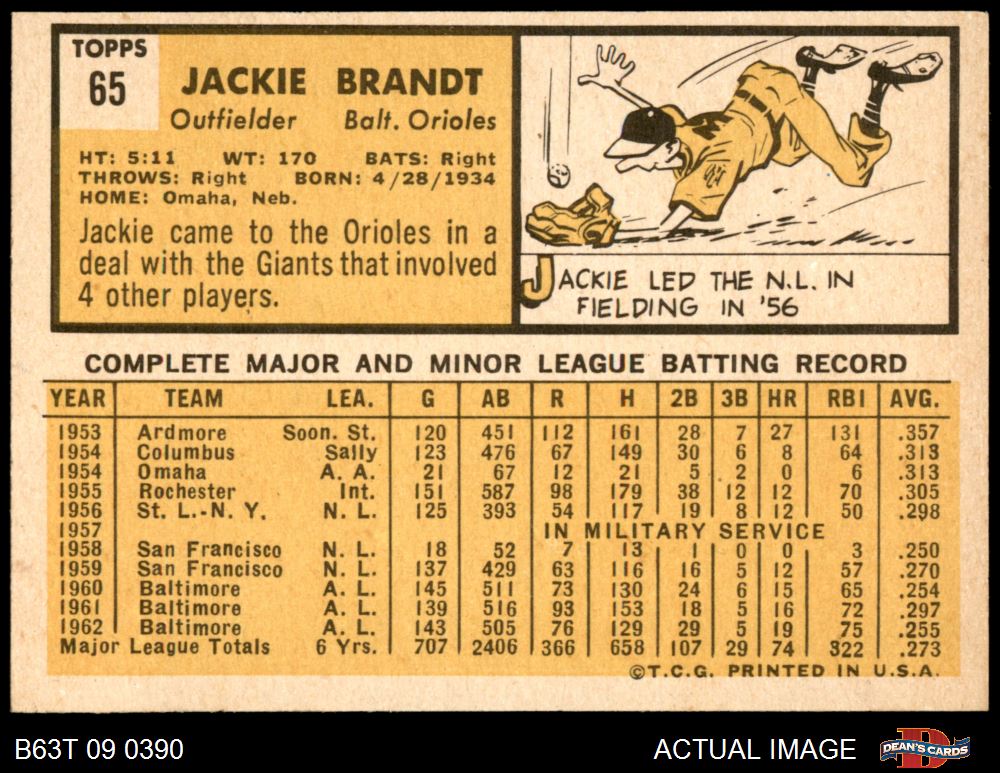 TOPPS
65
JACKIE BRANDT
Outfielder Balt. Orioles
HT: 5:11 WT: 170 BATS: Right
THROWS: Right BORN: 4/28/1934
HOME: Omaha, Neb.
Jackie came to the Orioles in a
deal with the Giants that involved
4 other players.
JACKIE LED THE N.L. IN
FIELDING IN '56
COMPLETE MAJOR AND MINOR LEAGUE BATTING RECORD
YEAR TEAM LEA. G AB R H 2B 3B HR RBI AVG.
1953 Ardmore Soon. St. 120 451 112 161 28 7 27 131 .357
1954 Columbus Sally 123 476 67 149 30 6 8 64 .313
1954 Omaha A. A. 21 67 12 21 5 2 0 6 .313
1955 Rochester Int. 151 587 98 179 38 12 12 70 .305
1956 St. L.-N. Y. N. L. 125 393 54 117 19 8 12 50 .298
1957 IN MILITARY SERVICE
1958 San Francisco N. L. 18 52 7 13 1 0 0 3 .250
1959 San Francisco N. L. 137 429 63 116 16 5 12 57 .270
1960 Baltimore A. L. 145 511 73 130 24 6 15 65 .254
1961 Baltimore A. L. 139 516 93 153 18 5 16 72 .297
1962 Baltimore A. L. 143 505 76 129 29 5 19 75 .255
Major League Totals 6 Yrs. 707 2406 366 658 107 29 74 322 .273
©T.C.G. PRINTED IN U.S.A.
B63T 09 0390 ACTUAL IMAGE DEAN'S CARDS